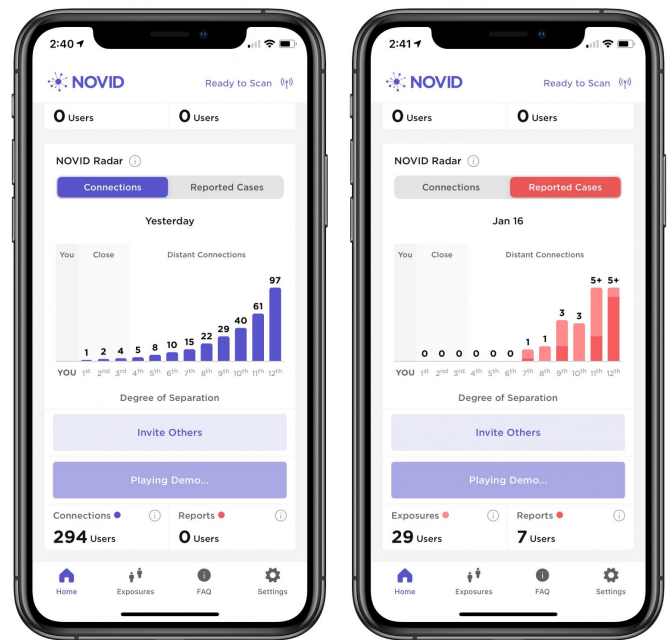 2:40
NOVID
Ready to Scan
0 Users
0 Users
NOVID Radar
Connections
Reported Cases
Yesterday
You
Close
Distant Connections
1 2 4 5 8 10 15 22 29 40 61 97
YOU 1st 2nd 3rd 4th 5th 6th 7th 8th 9th 10th 11th 12th
Degree of Separation
Invite Others
Playing Demo...
Connections
Reports
294 Users
0 Users
Home
Exposures
FAQ
Settings
2:41
NOVID
Ready to Scan
0 Users
0 Users
NOVID Radar
Connections
Reported Cases
Jan 16
You
Close
Distant Connections
0 0 0 0 0 0 1 1 3 3 5+ 5+
YOU 1st 2nd 3rd 4th 5th 6th 7th 8th 9th 10th 11th 12th
Degree of Separation
Invite Others
Playing Demo...
Exposures
Reports
29 Users
7 Users
Home
Exposures
FAQ
Settings